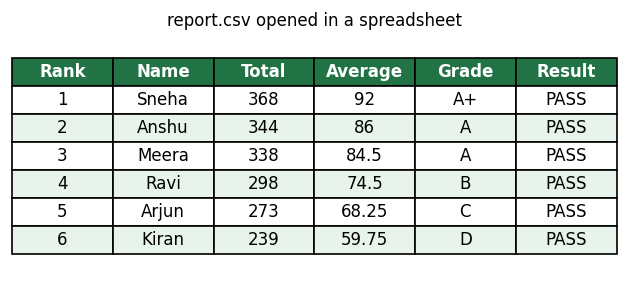 report.csv opened in a spreadsheet
Rank Name Total Average Grade Result
1 Sneha 368 92 A+ PASS
2 Anshu 344 86 A PASS
3 Meera 338 84.5 A PASS
4 Ravi 298 74.5 B PASS
5 Arjun 273 68.25 C PASS
6 Kiran 239 59.75 D PASS